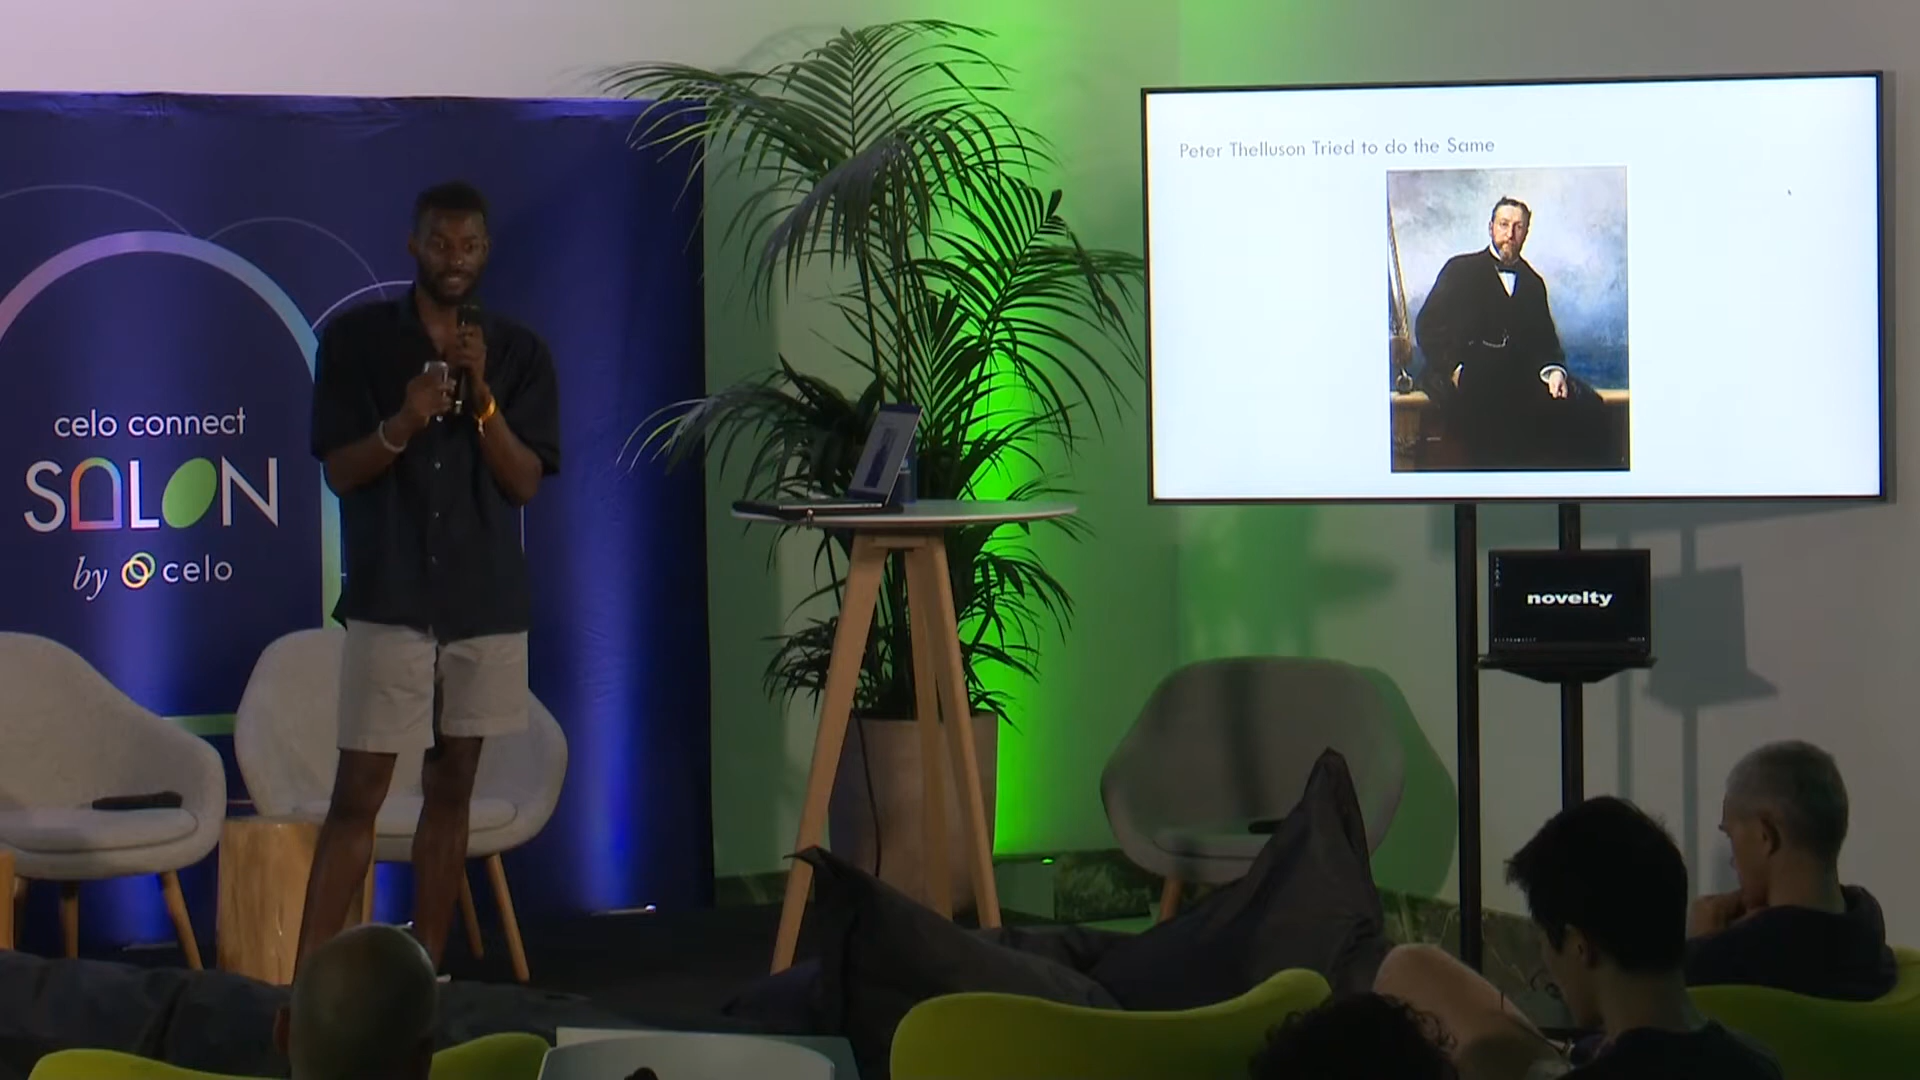 celo connect
SALON
by celo
Peter Thelluson Tried to do the Same
novelty